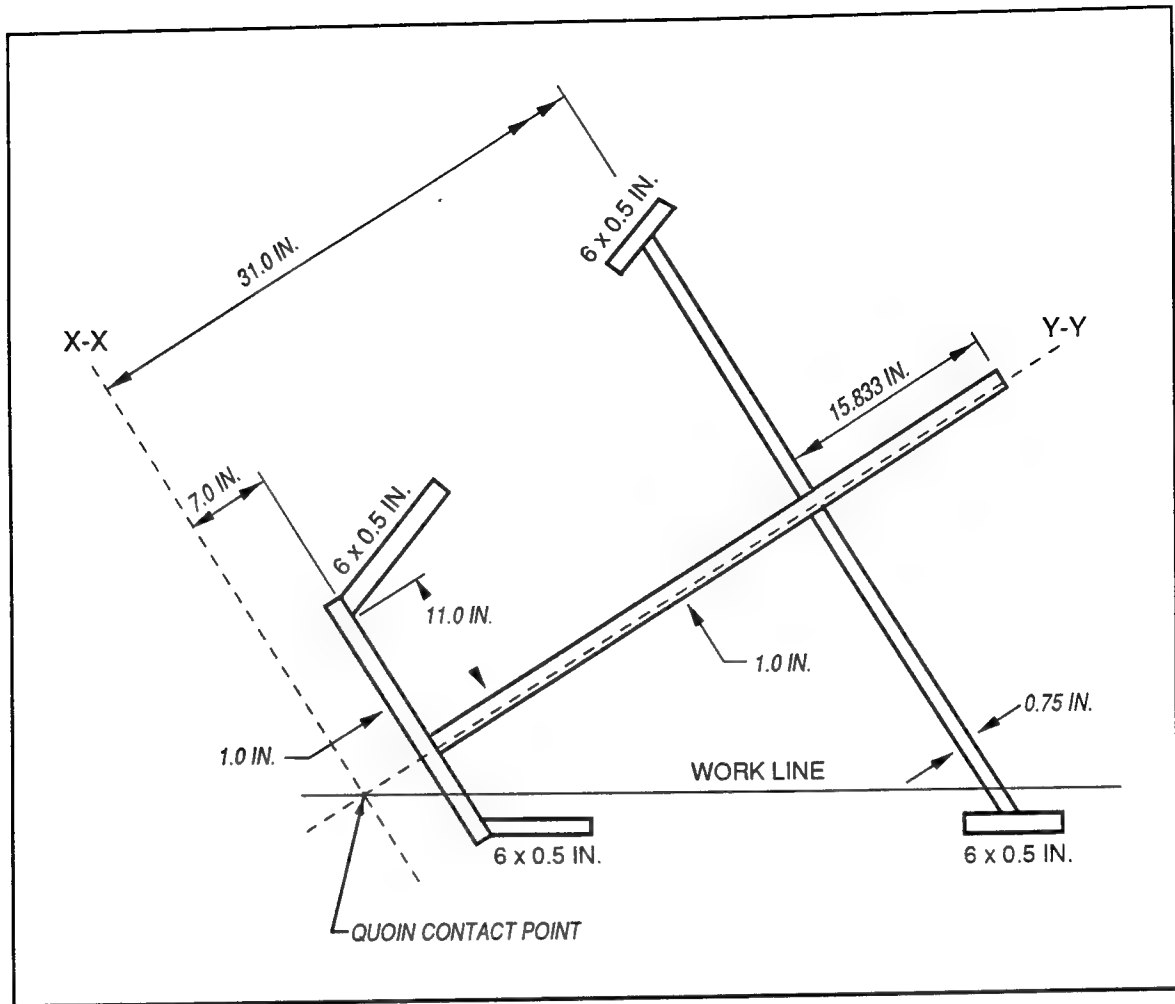 31.0 IN.
6 x 0.5 IN.
X-X
Y-Y
15.833 IN.
7.0 IN.
6 x 0.5 IN.
11.0 IN.
1.0 IN.
0.75 IN.
1.0 IN.
WORK LINE
6 x 0.5 IN.
6 x 0.5 IN.
QUOIN CONTACT POINT